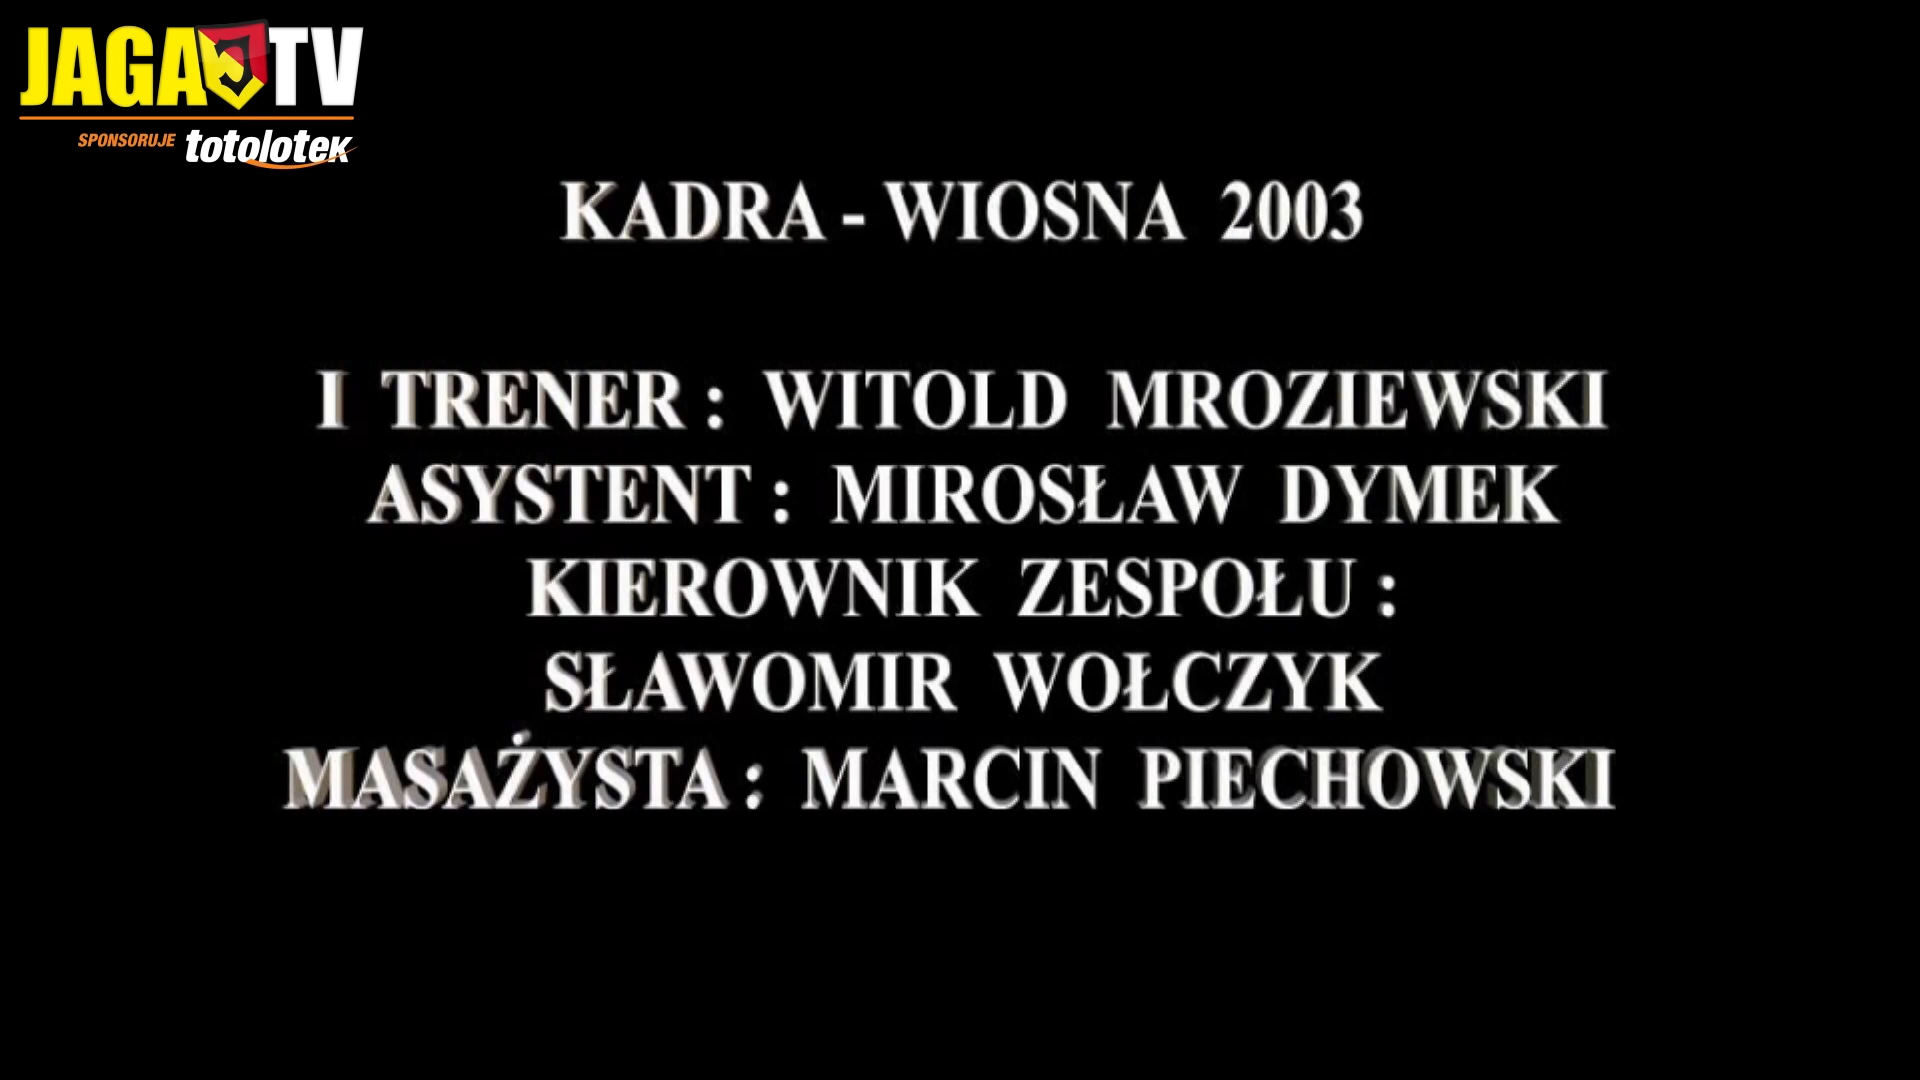 JAGA TV
SPONSORUJE totolotek
KADRA - WIOSNA 2003
I TRENER : WITOLD MROZIEWSKI
ASYSTENT : MIROSŁAW DYMEK
KIEROWNIK ZESPOŁU :
SŁAWOMIR WOŁCZYK
MASAŻYSTA : MARCIN PIECHOWSKI